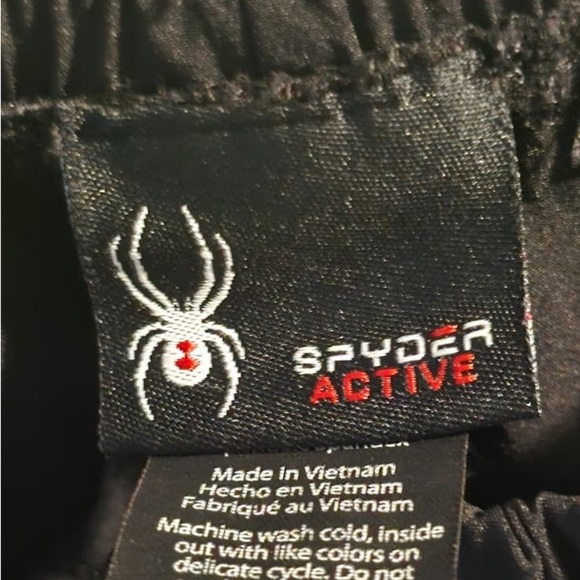 SPYDER
ACTIVE
Made in Vietnam
Hecho en Vietnam
Fabriqué au Vietnam
Machine wash cold, inside
out with like colors on
delicate cycle. Do not